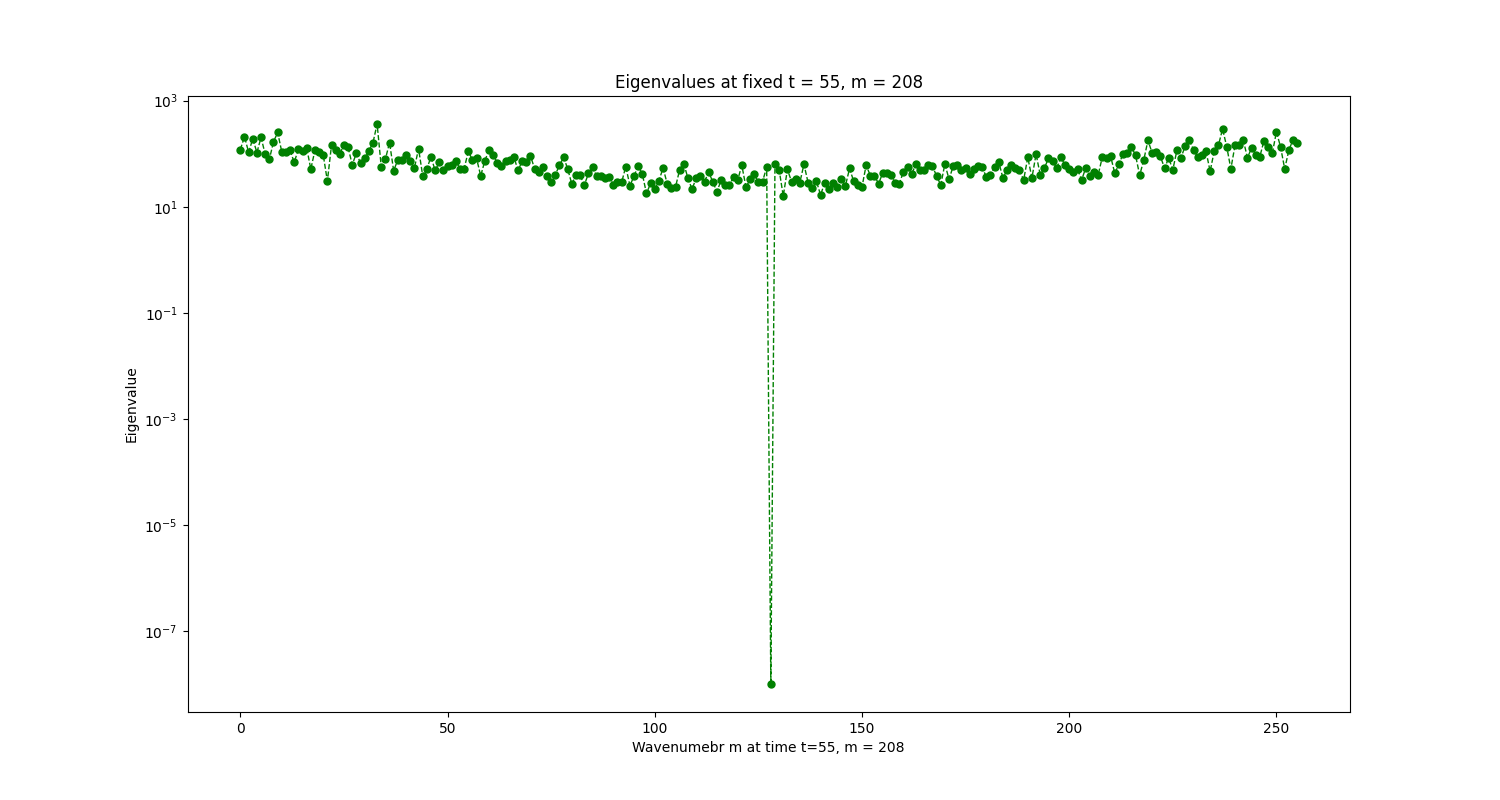 Eigenvalues at fixed t = 55, m = 208
10³
10¹
10⁻¹
10⁻³
10⁻⁵
10⁻⁷
Eigenvalue
0 50 100 150 200 250
Wavenumebr m at time t=55, m = 208